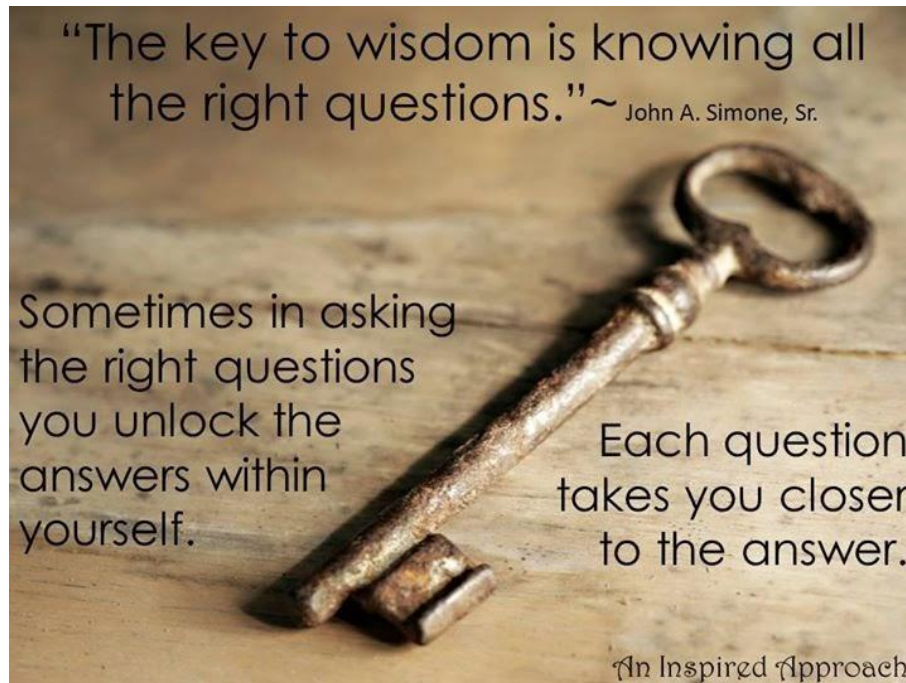 “The key to wisdom is knowing all
the right questions.”~ John A. Simone, Sr.
Sometimes in asking
the right questions
you unlock the
answers within
yourself.
Each question
takes you closer
to the answer.
An Inspired Approach